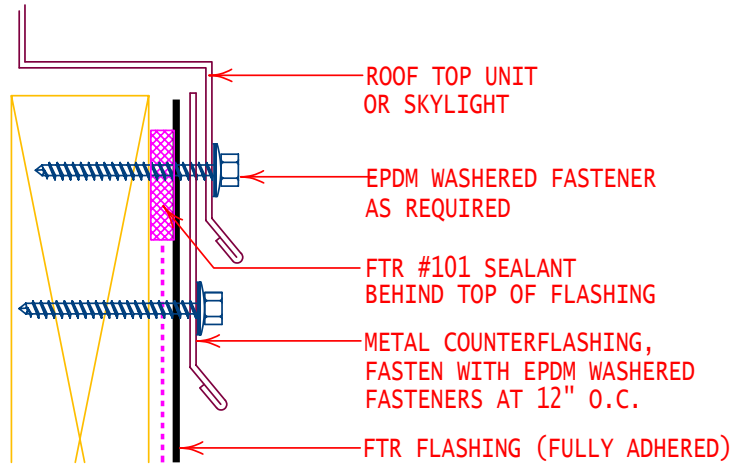 ROOF TOP UNIT
OR SKYLIGHT
EPDM WASHERED FASTENER
AS REQUIRED
FTR #101 SEALANT
BEHIND TOP OF FLASHING
METAL COUNTERFLASHING,
FASTEN WITH EPDM WASHERED
FASTENERS AT 12" O.C.
FTR FLASHING (FULLY ADHERED)